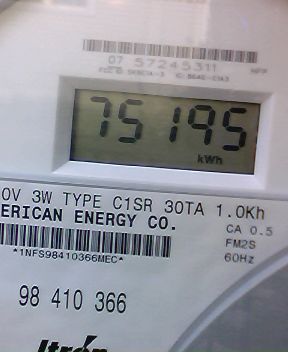 07 57245311
75195
kWh
0V 3W TYPE C1SR 30TA 1.0Kh
ERICAN ENERGY CO.
CA 0.5
FM2S
60Hz
*1NFS98410366MEC*
98 410 366
Itrón